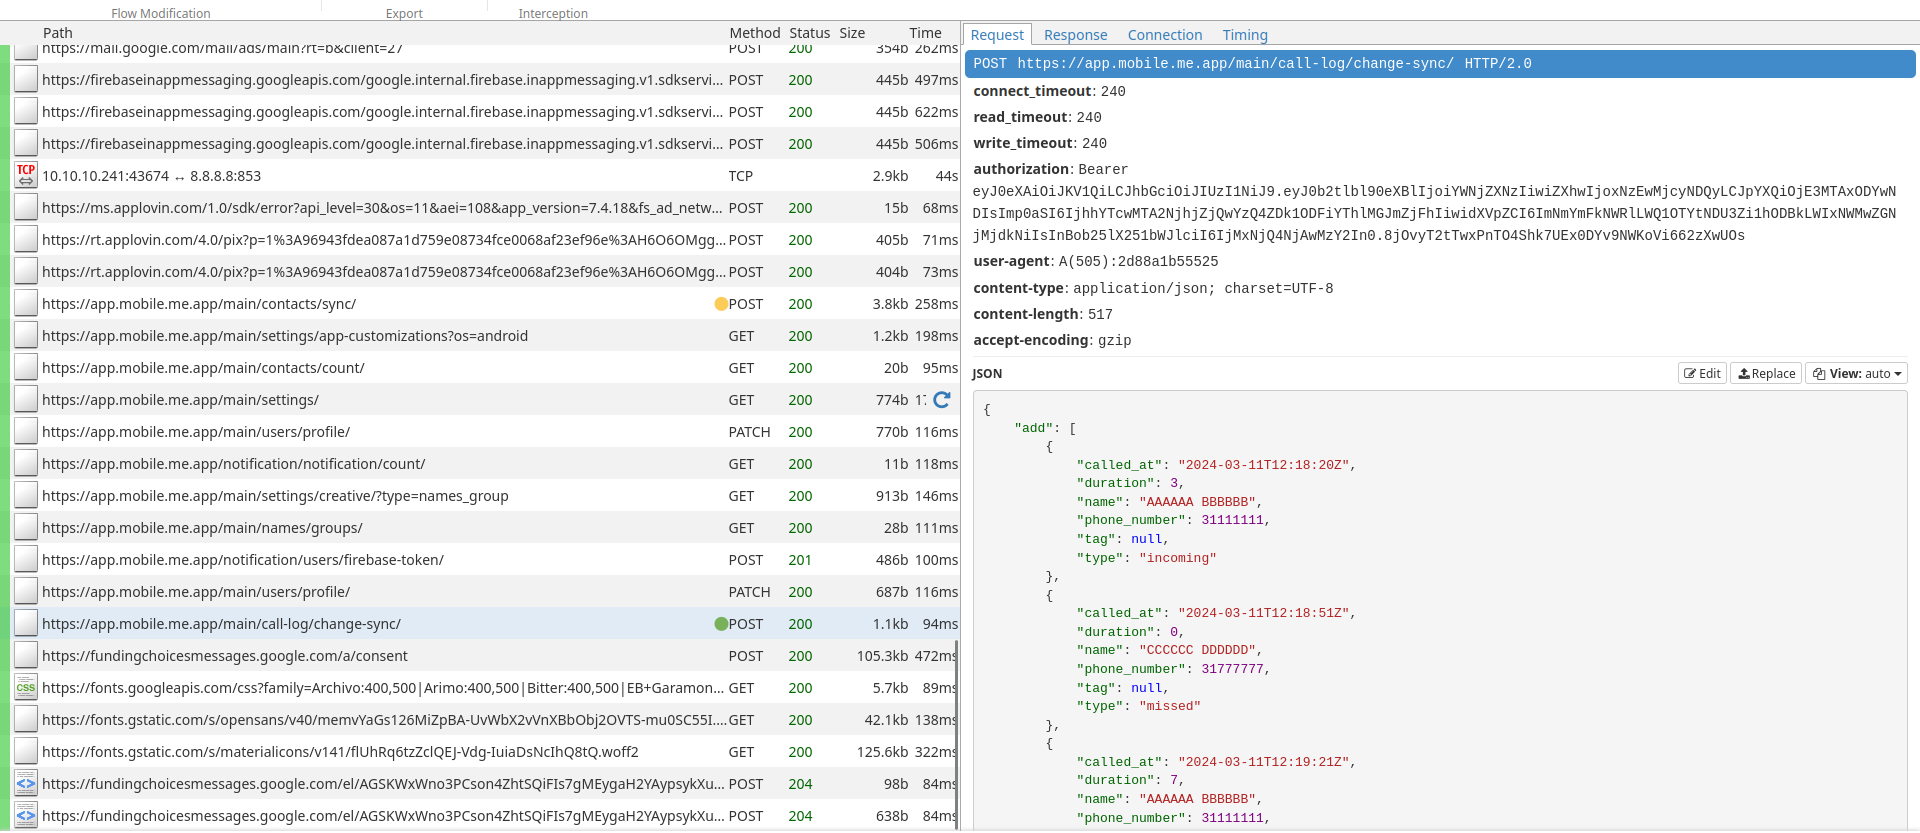 Flow Modification Export Interception
Path Method Status Size Time
https://mail.google.com/mail/ads/main?rt=b&client=27 POST 200 354b 262ms
https://firebaseinappmessaging.googleapis.com/google.internal.firebase.inappmessaging.v1.sdkservi... POST 200 445b 497ms
https://firebaseinappmessaging.googleapis.com/google.internal.firebase.inappmessaging.v1.sdkservi... POST 200 445b 622ms
https://firebaseinappmessaging.googleapis.com/google.internal.firebase.inappmessaging.v1.sdkservi... POST 200 445b 506ms
TCP 10.10.10.241:43674 ↔ 8.8.8.8:853 TCP 2.9kb 44s
https://ms.applovin.com/1.0/sdk/error?api_level=30&os=11&aei=108&app_version=7.4.18&fs_ad_netw... POST 200 15b 68ms
https://rt.applovin.com/4.0/pix?p=1%3A96943fdea087a1d759e08734fce0068af23ef96e%3AH6O6OMgg... POST 200 405b 71ms
https://rt.applovin.com/4.0/pix?p=1%3A96943fdea087a1d759e08734fce0068af23ef96e%3AH6O6OMgg... POST 200 404b 73ms
https://app.mobile.me.app/main/contacts/sync/ POST 200 3.8kb 258ms
https://app.mobile.me.app/main/settings/app-customizations?os=android GET 200 1.2kb 198ms
https://app.mobile.me.app/main/contacts/count/ GET 200 20b 95ms
https://app.mobile.me.app/main/settings/ GET 200 774b
https://app.mobile.me.app/main/users/profile/ PATCH 200 770b 116ms
https://app.mobile.me.app/notification/notification/count/ GET 200 11b 118ms
https://app.mobile.me.app/main/settings/creative/?type=names_group GET 200 913b 146ms
https://app.mobile.me.app/main/names/groups/ GET 200 28b 111ms
https://app.mobile.me.app/notification/users/firebase-token/ POST 201 486b 100ms
https://app.mobile.me.app/main/users/profile/ PATCH 200 687b 116ms
https://app.mobile.me.app/main/call-log/change-sync/ POST 200 1.1kb 94ms
https://fundingchoicesmessages.google.com/a/consent POST 200 105.3kb 472ms
CSS https://fonts.googleapis.com/css?family=Archivo:400,500|Arimo:400,500|Bitter:400,500|EB+Garamon... GET 200 5.7kb 89ms
https://fonts.gstatic.com/s/opensans/v40/memvYaGs126MiZpBA-UvWbX2vVnXBbObj2OVTS-mu0SC55I.... GET 200 42.1kb 138ms
https://fonts.gstatic.com/s/materialicons/v141/flUhRq6tzZclQEJ-Vdg-IuiaDsNcIhQ8tQ.woff2 GET 200 125.6kb 322ms
https://fundingchoicesmessages.google.com/el/AGSKWxWno3PCson4ZhtSQiFIs7gMEygaH2YAypsykXu... POST 204 98b 84ms
https://fundingchoicesmessages.google.com/el/AGSKWxWno3PCson4ZhtSQiFIs7gMEygaH2YAypsykXu... POST 204 638b 84ms
Request Response Connection Timing
POST https://app.mobile.me.app/main/call-log/change-sync/ HTTP/2.0
connect_timeout: 240
read_timeout: 240
write_timeout: 240
authorization: Bearer
eyJ0eXAiOiJKV1QiLCJhbGciOiJIUzI1NiJ9.eyJ0b2tlbl90eXBlIjoiYWNjZXNzIiwiZXhwIjoxNzEwMjcyNDQyLCJpYXQiOjE3MTAxODYwN
DIsImp0aSI6IjhhYTcwMTA2NjhjZjQwYzQ4ZDk1ODFiYThlMGJmZjFhIiwidXVpZCI6ImNmYmFkNWRlLWQ1OTYtNDU3Zi1hODBkLWIxNWMwZGN
jMjdkNiIsInBob25lX251bWJlciI6IjMxNjQ4NjAwMzY2In0.8jOvyT2tTwxPnTO4Shk7UEx0DYv9NWKoVi662zXwUOs
user-agent: A(505):2d88a1b55525
content-type: application/json; charset=UTF-8
content-length: 517
accept-encoding: gzip
JSON Edit Replace View: auto
{
"add": [
{
"called_at": "2024-03-11T12:18:20Z",
"duration": 3,
"name": "AAAAAA BBBBBB",
"phone_number": 31111111,
"tag": null,
"type": "incoming"
},
{
"called_at": "2024-03-11T12:18:51Z",
"duration": 0,
"name": "CCCCCC DDDDDD",
"phone_number": 31777777,
"tag": null,
"type": "missed"
},
{
"called_at": "2024-03-11T12:19:21Z",
"duration": 7,
"name": "AAAAAA BBBBBB",
"phone_number": 31111111,